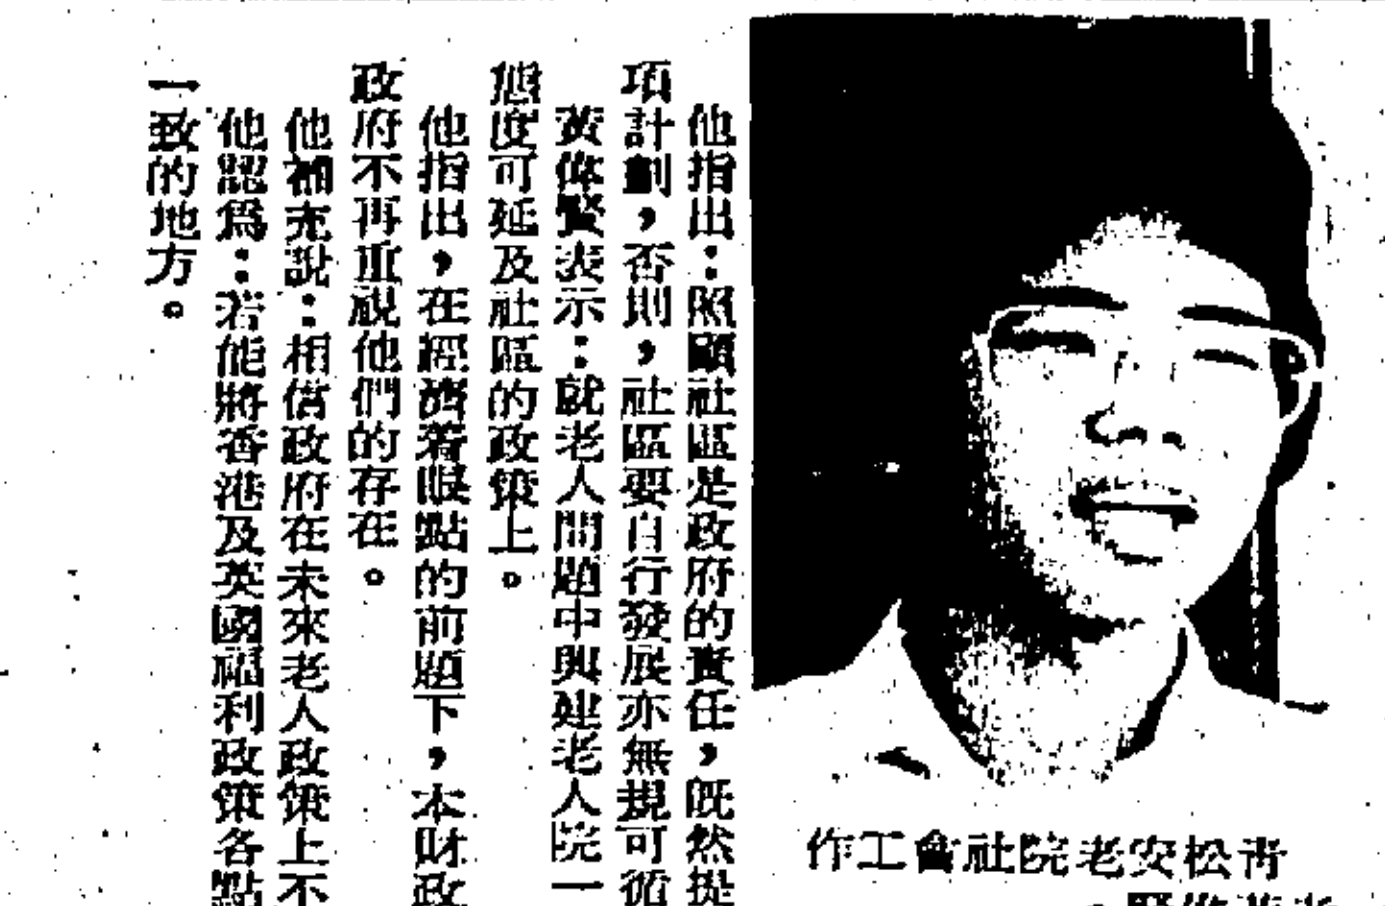 他指出：照顧社區是政府的責任，既然提
項計劃，否則，社區要自行發展亦無規可循
黃偉賢表示：就老人問題中興建老人院一
態度可延及社區的政策上。
他指出，在經濟着眼點的前題下，本財政
政府不再重視他們的存在。
他補充說：相信政府在未來老人政策上不
他認爲：若能將香港及英國福利政策各點
一致的地方。
作工會社院老安松青